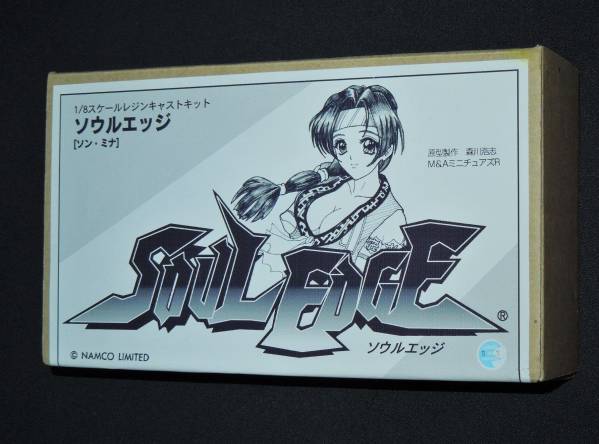 1/8スケールレジンキャストキット
ソウルエッジ
[ソン・ミナ]
原型製作 森川浩志
M&AミニチュアズR
SOUL EDGE ®
ソウルエッジ
© NAMCO LIMITED